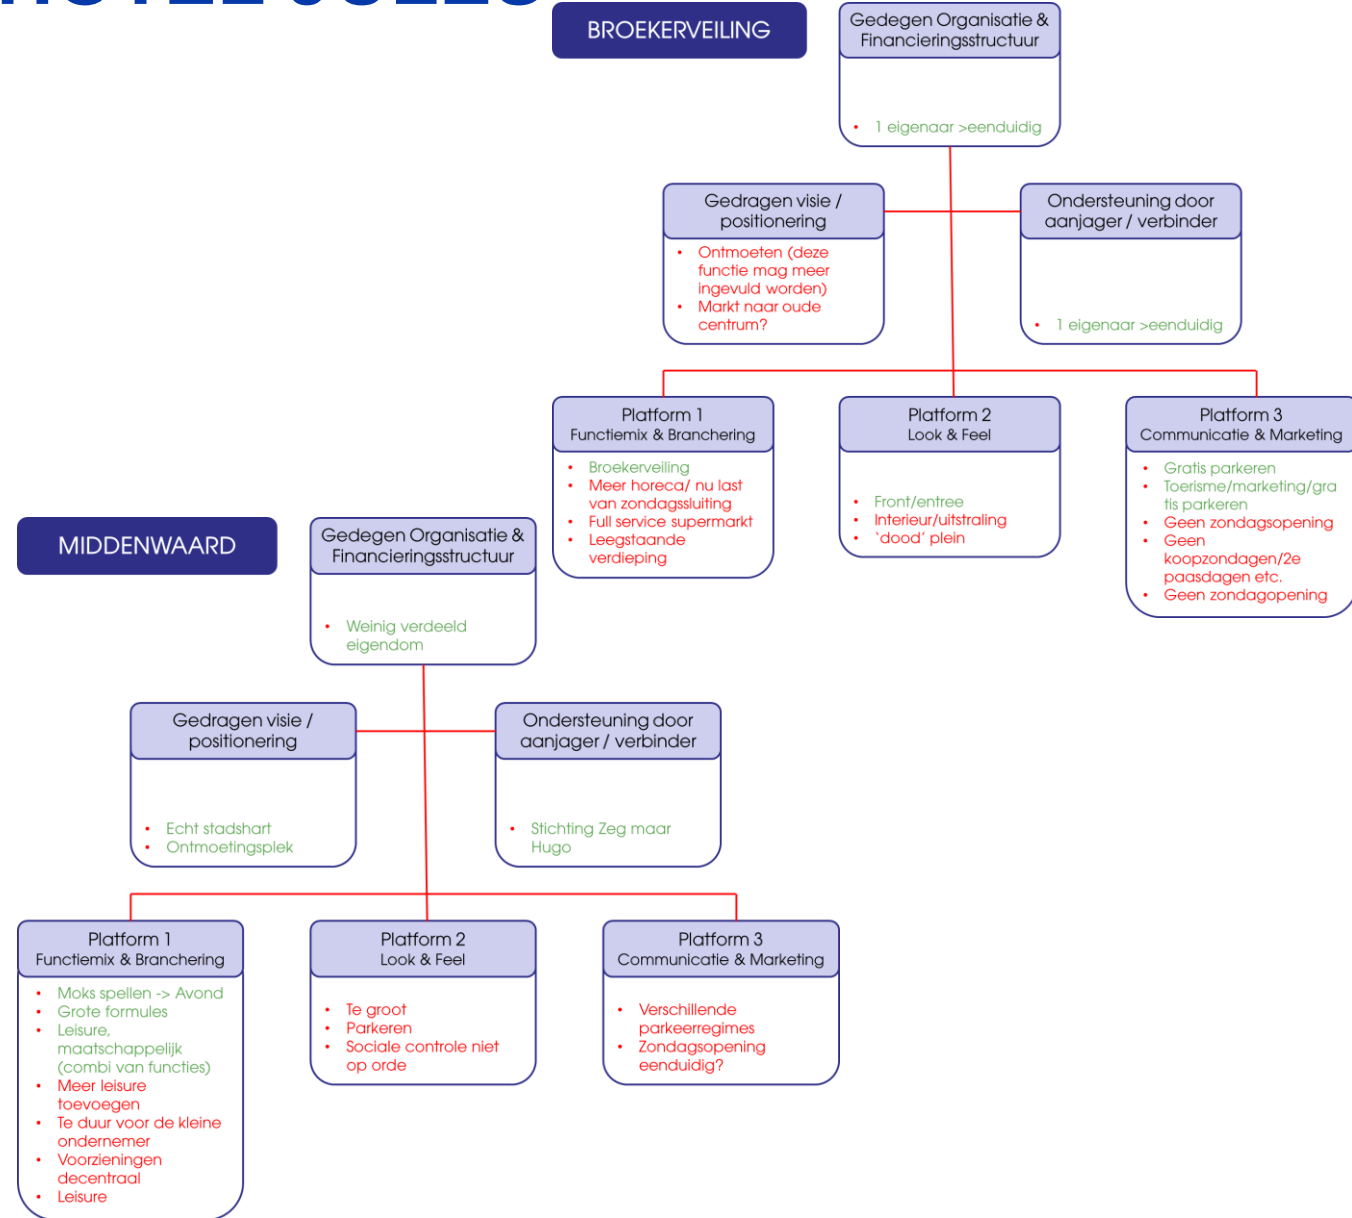 BROEKERVEILING
Gedegen Organisatie &
Financieringsstructuur
• 1 eigenaar >eenduidig
Gedragen visie /
positionering
• Ontmoeten (deze
functie mag meer
ingevuld worden)
• Markt naar oude
centrum?
Ondersteuning door
aanjager / verbinder
• 1 eigenaar >eenduidig
Platform 1
Functiemix & Branchering
• Broekerveiling
• Meer horeca/ nu last
van zondagssluiting
• Full service supermarkt
• Leegstaande
verdieping
Platform 2
Look & Feel
• Front/entree
• Interieur/uitstraling
• 'dood' plein
Platform 3
Communicatie & Marketing
• Gratis parkeren
• Toerisme/marketing/gra
tis parkeren
• Geen zondagsopening
• Geen
koopzondagen/2e
paasdagen etc.
• Geen zondagopening
MIDDENWAARD
Gedegen Organisatie &
Financieringsstructuur
• Weinig verdeeld
eigendom
Gedragen visie /
positionering
• Echt stadshart
• Ontmoetingsplek
Ondersteuning door
aanjager / verbinder
• Stichting Zeg maar
Hugo
Platform 1
Functiemix & Branchering
• Moks spellen -> Avond
• Grote formules
• Leisure,
maatschappelijk
(combi van functies)
• Meer leisure
toevoegen
• Te duur voor de kleine
ondernemer
• Voorzieningen
decentraal
• Leisure
Platform 2
Look & Feel
• Te groot
• Parkeren
• Sociale controle niet
op orde
Platform 3
Communicatie & Marketing
• Verschillende
parkeerregimes
• Zondagsopening
eenduidig?